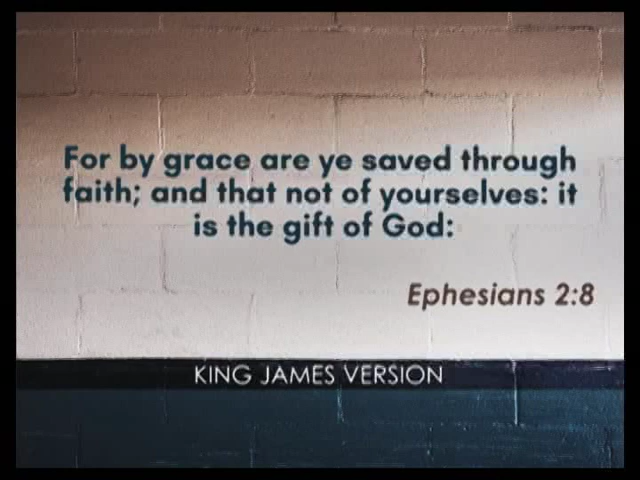 For by grace are ye saved through
faith; and that not of yourselves: it
is the gift of God:
Ephesians 2:8
KING JAMES VERSION